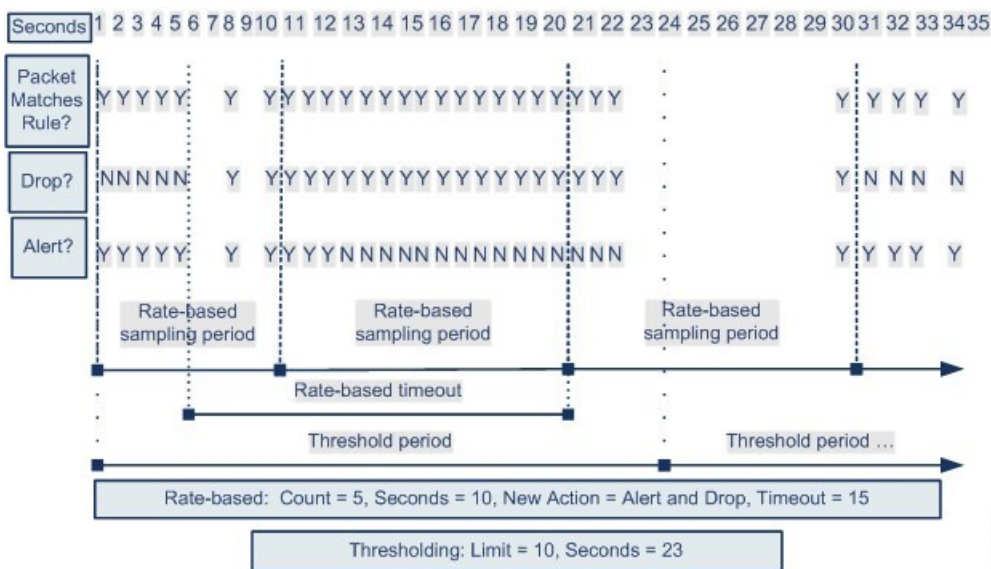 Seconds 1 2 3 4 5 6 7 8 9 10 11 12 13 14 15 16 17 18 19 20 21 22 23 24 25 26 27 28 29 30 31 32 33 34 35
Packet
Matches
Rule?
Y Y Y Y Y Y Y Y Y Y Y Y Y Y Y Y Y Y Y Y Y Y Y Y Y Y Y Y Y Y
Drop?
N N N N N Y Y Y Y Y Y Y Y Y Y Y Y Y Y Y Y Y Y Y Y Y N N N N
Alert?
Y Y Y Y Y Y Y Y Y Y N N N N N N N N N N N N N N N Y Y Y Y Y
Rate-based
sampling period
Rate-based
sampling period
Rate-based
sampling period
Rate-based timeout
Threshold period
Threshold period ...
Rate-based: Count = 5, Seconds = 10, New Action = Alert and Drop, Timeout = 15
Thresholding: Limit = 10, Seconds = 23